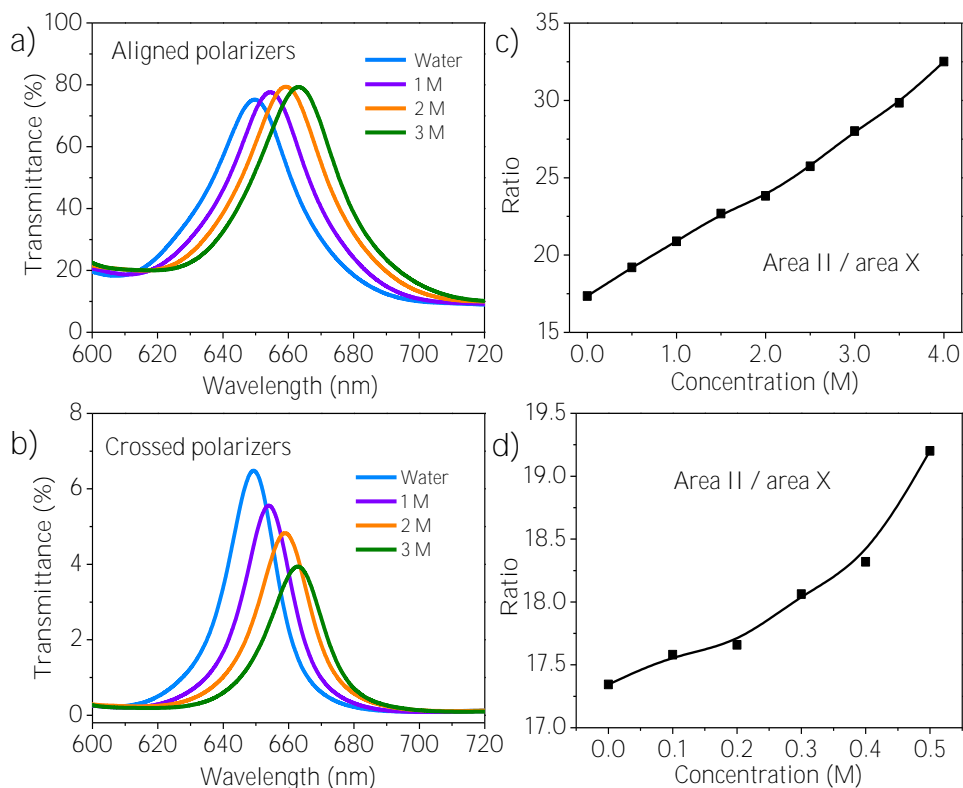 a)
Aligned polarizers
Water
1 M
2 M
3 M
Transmittance (%)
100
80
60
40
20
0
600 620 640 660 680 700 720
Wavelength (nm)
c)
Ratio
35
30
25
20
15
Area II / area X
0.0 1.0 2.0 3.0 4.0
Concentration (M)
b)
Crossed polarizers
Water
1 M
2 M
3 M
Transmittance (%)
8
6
4
2
0
600 620 640 660 680 700 720
Wavelength (nm)
d)
Area II / area X
Ratio
19.5
19.0
18.5
18.0
17.5
17.0
0.0 0.1 0.2 0.3 0.4 0.5
Concentration (M)